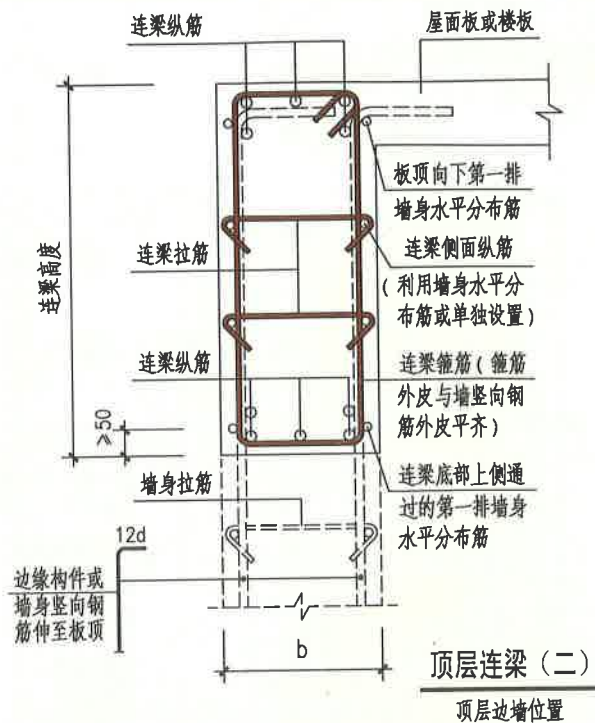 连梁纵筋
屋面板或楼板
板顶向下第一排
墙身水平分布筋
连梁高度
连梁拉筋
连梁侧面纵筋
(利用墙身水平分
布筋或单独设置)
连梁纵筋
连梁箍筋(箍筋
外皮与墙竖向钢
筋外皮平齐)
≥50
连梁底部上侧通
过的第一排墙身
水平分布筋
墙身拉筋
12d
边缘构件或
墙身竖向钢
筋伸至板顶
b
顶层连梁(二)
顶层边墙位置